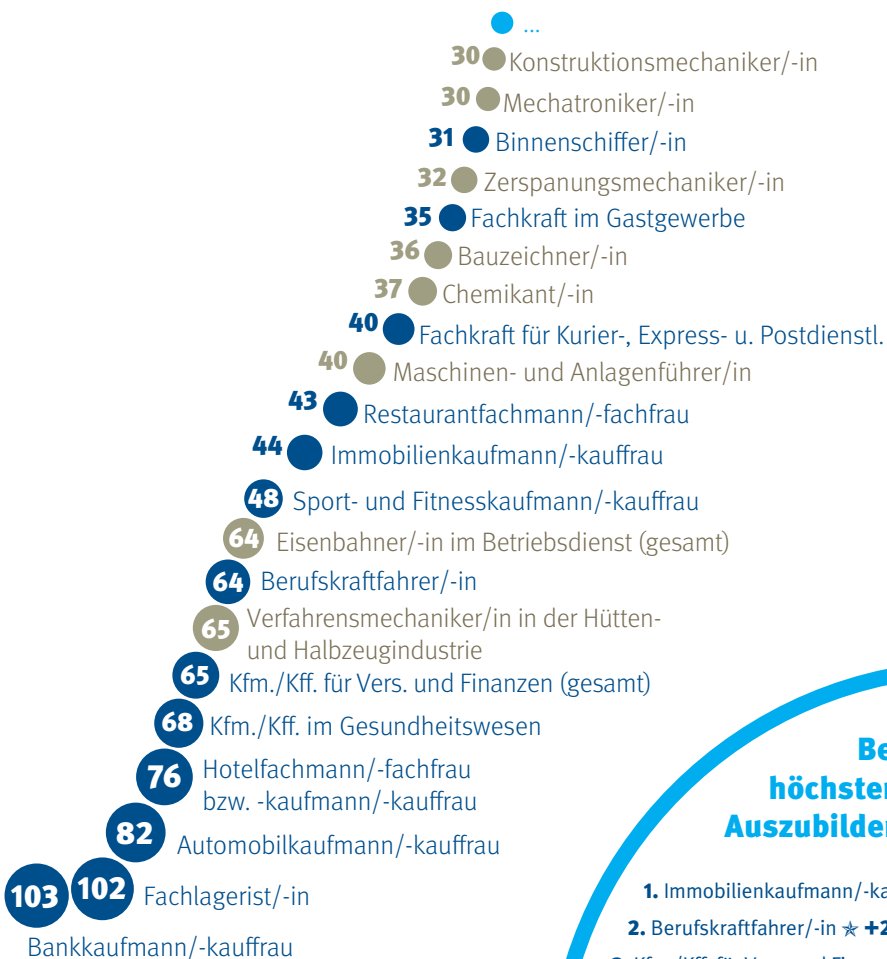 ...
30 Konstruktionsmechaniker/-in
30 Mechatroniker/-in
31 Binnenschiffer/-in
32 Zerspanungsmechaniker/-in
35 Fachkraft im Gastgewerbe
36 Bauzeichner/-in
37 Chemikant/-in
40 Fachkraft für Kurier-, Express- u. Postdienstl.
40 Maschinen- und Anlagenführer/in
43 Restaurantfachmann/-fachfrau
44 Immobilienkaufmann/-kauffrau
48 Sport- und Fitnesskaufmann/-kauffrau
64 Eisenbahner/-in im Betriebsdienst (gesamt)
64 Berufskraftfahrer/-in
65 Verfahrensmechaniker/in in der Hütten-
und Halbzeugindustrie
65 Kfm./Kff. für Vers. und Finanzen (gesamt)
68 Kfm./Kff. im Gesundheitswesen
76 Hotelfachmann/-fachfrau
bzw. -kaufmann/-kauffrau
82 Automobilkaufmann/-kauffrau
102 Fachlagerist/-in
103 Bankkaufmann/-kauffrau
Be
höchster
Auszubilder
1. Immobilienkaufmann/-ka
2. Berufskraftfahrer/-in ✯ +2